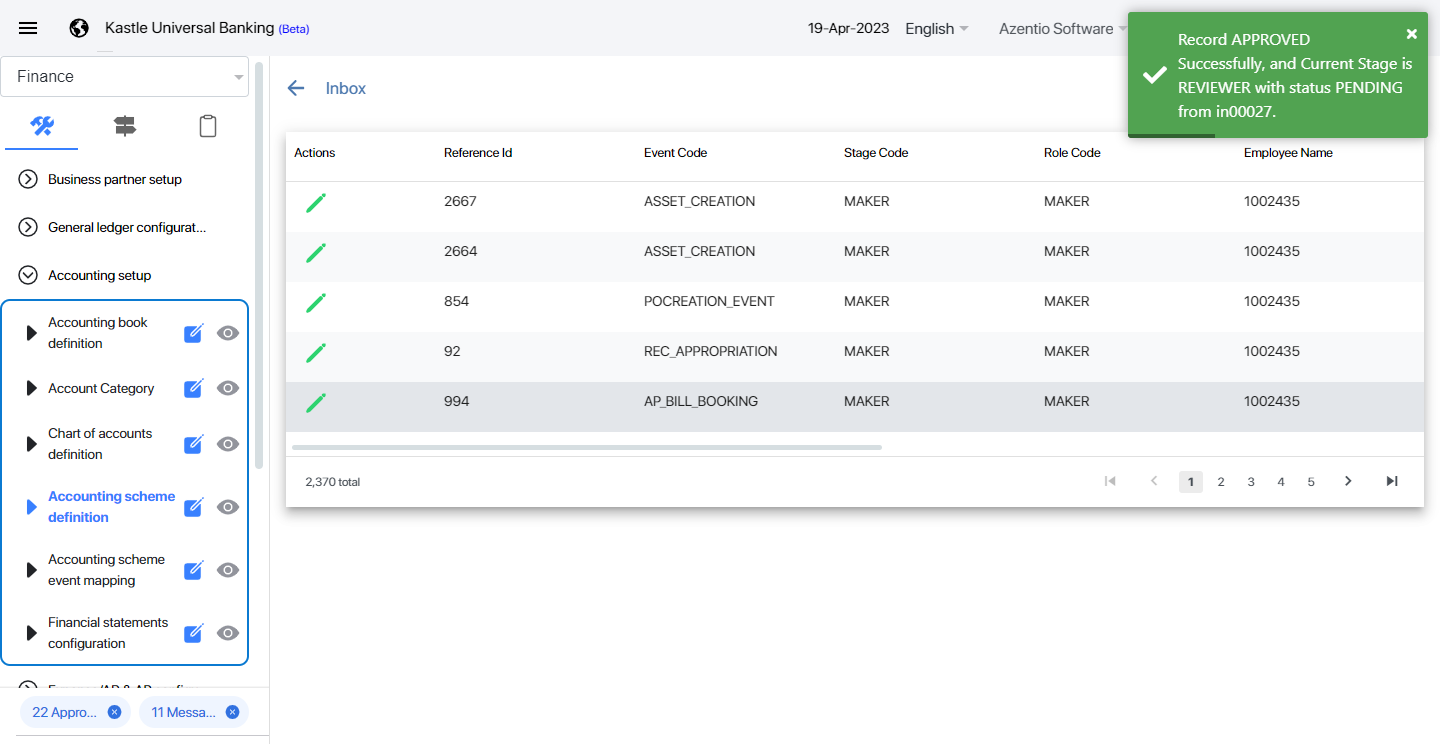 Kastle Universal Banking (Beta)
19-Apr-2023
English
Azentio Software
Record APPROVED
Successfully, and Current Stage is
REVIEWER with status PENDING
from in00027.
Finance
Business partner setup
General ledger configurat...
Accounting setup
Accounting book
definition
Account Category
Chart of accounts
definition
Accounting scheme
definition
Accounting scheme
event mapping
Financial statements
configuration
22 Appro...
11 Messa...
Inbox
Actions Reference Id Event Code Stage Code Role Code Employee Name
2667 ASSET_CREATION MAKER MAKER 1002435
2664 ASSET_CREATION MAKER MAKER 1002435
854 POCREATION_EVENT MAKER MAKER 1002435
92 REC_APPROPRIATION MAKER MAKER 1002435
994 AP_BILL_BOOKING MAKER MAKER 1002435
2,370 total
1 2 3 4 5